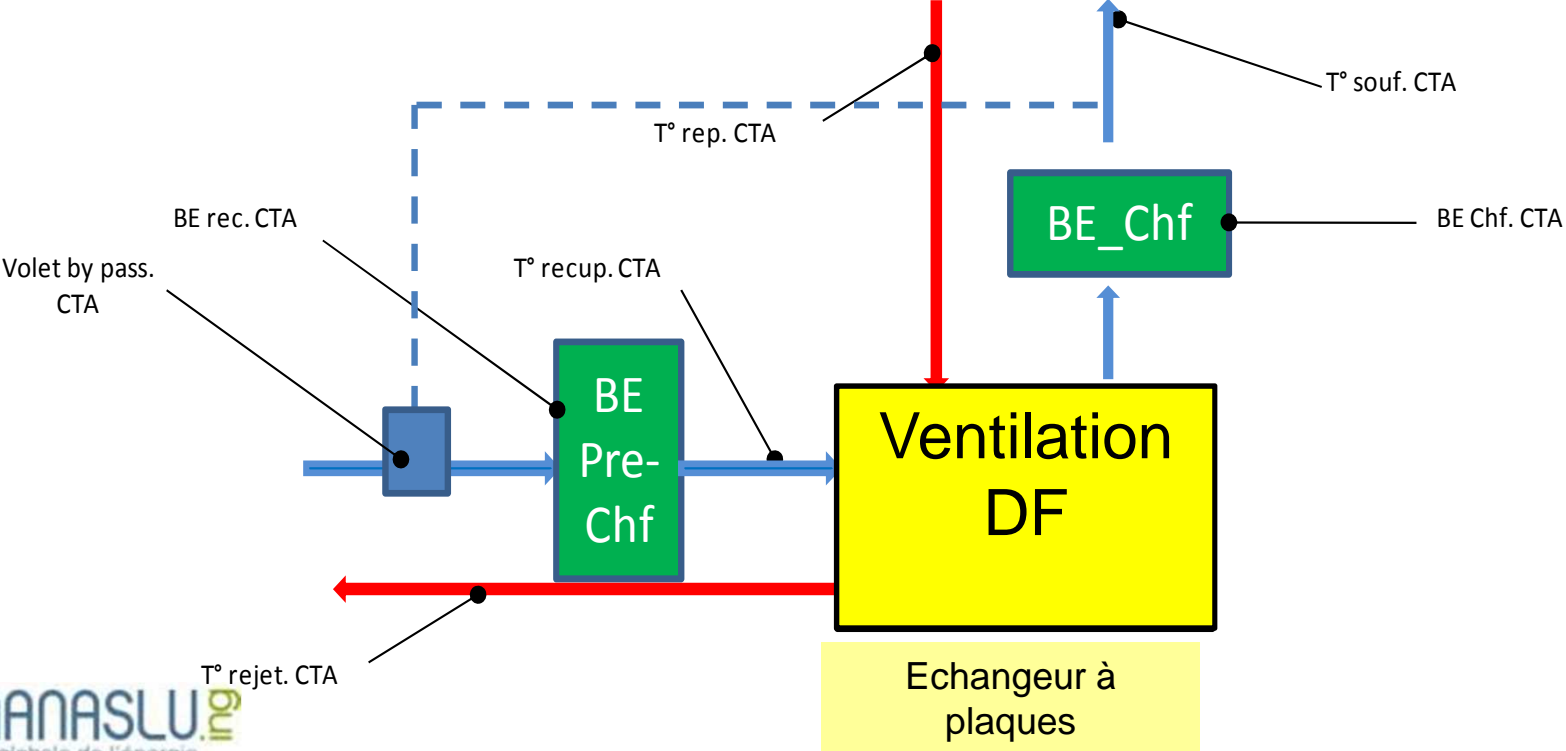 T° souf. CTA
T° rep. CTA
BE rec. CTA
BE_Chf
BE Chf. CTA
Volet by pass.
CTA
T° recup. CTA
BE
Pre-
Chf
Ventilation
DF
T° rejet. CTA
Echangeur à
plaques
ANASLU.ing